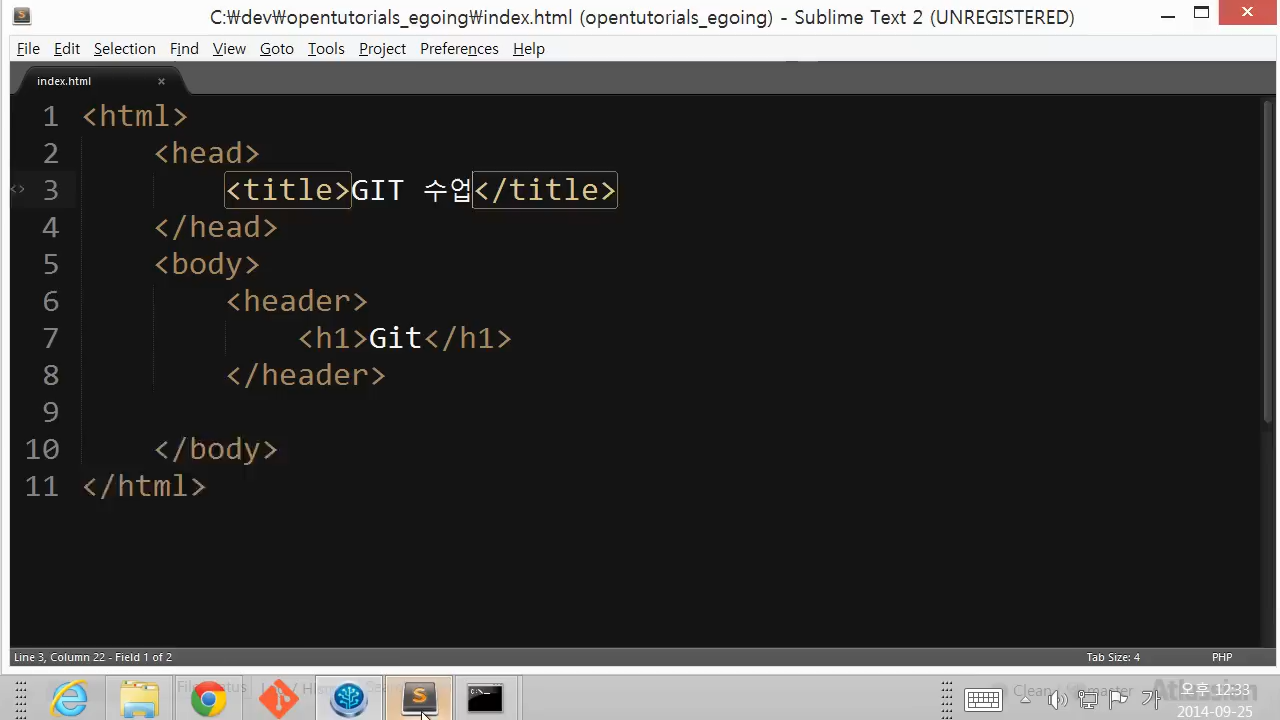 C:\dev\opentutorials_egoing\index.html (opentutorials_egoing) - Sublime Text 2 (UNREGISTERED)
File Edit Selection Find View Goto Tools Project Preferences Help
index.html ×
1 <html>
2 <head>
3 <title>GIT 수업</title>
4 </head>
5 <body>
6 <header>
7 <h1>Git</h1>
8 </header>
9
10 </body>
11 </html>
Line 3, Column 22 - Field 1 of 2 Tab Size: 4 PHP
Clean
가
오후 12:33
2014-09-25